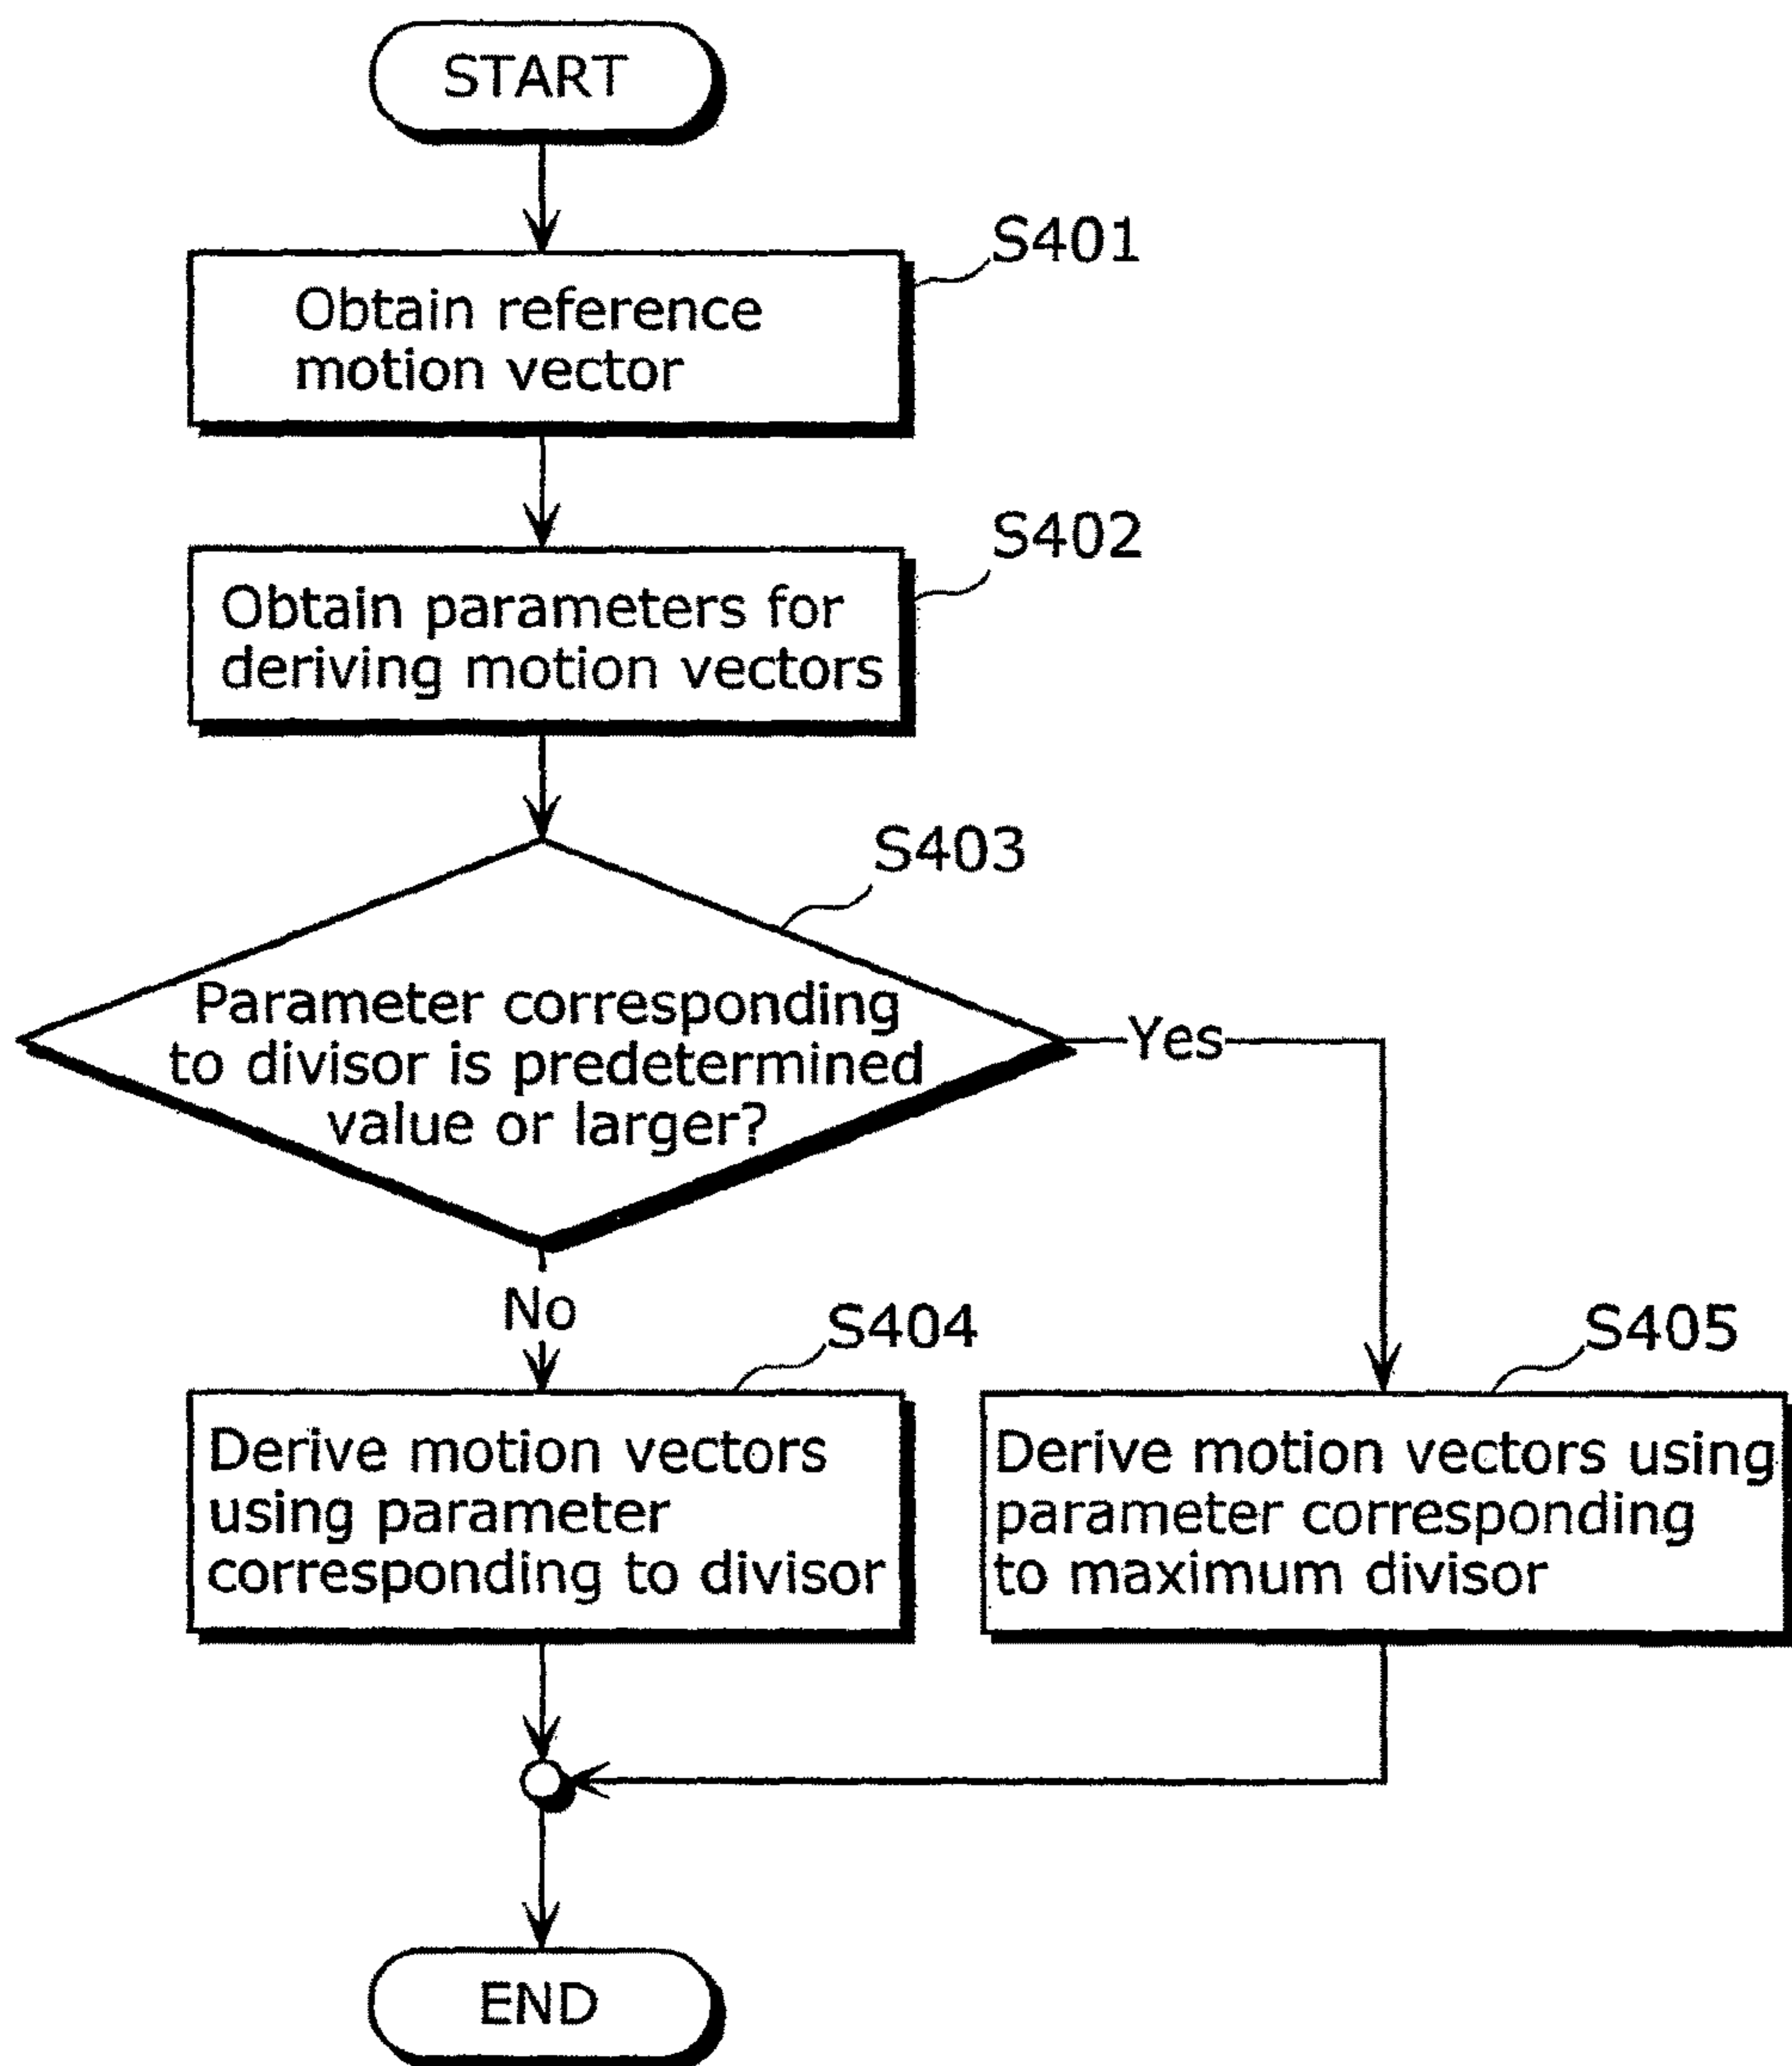 START
S401
Obtain reference
motion vector
S402
Obtain parameters for
deriving motion vectors
S403
Parameter corresponding
to divisor is predetermined
value or larger?
Yes
No
S404
Derive motion vectors
using parameter
corresponding to divisor
S405
Derive motion vectors using
parameter corresponding
to maximum divisor
END